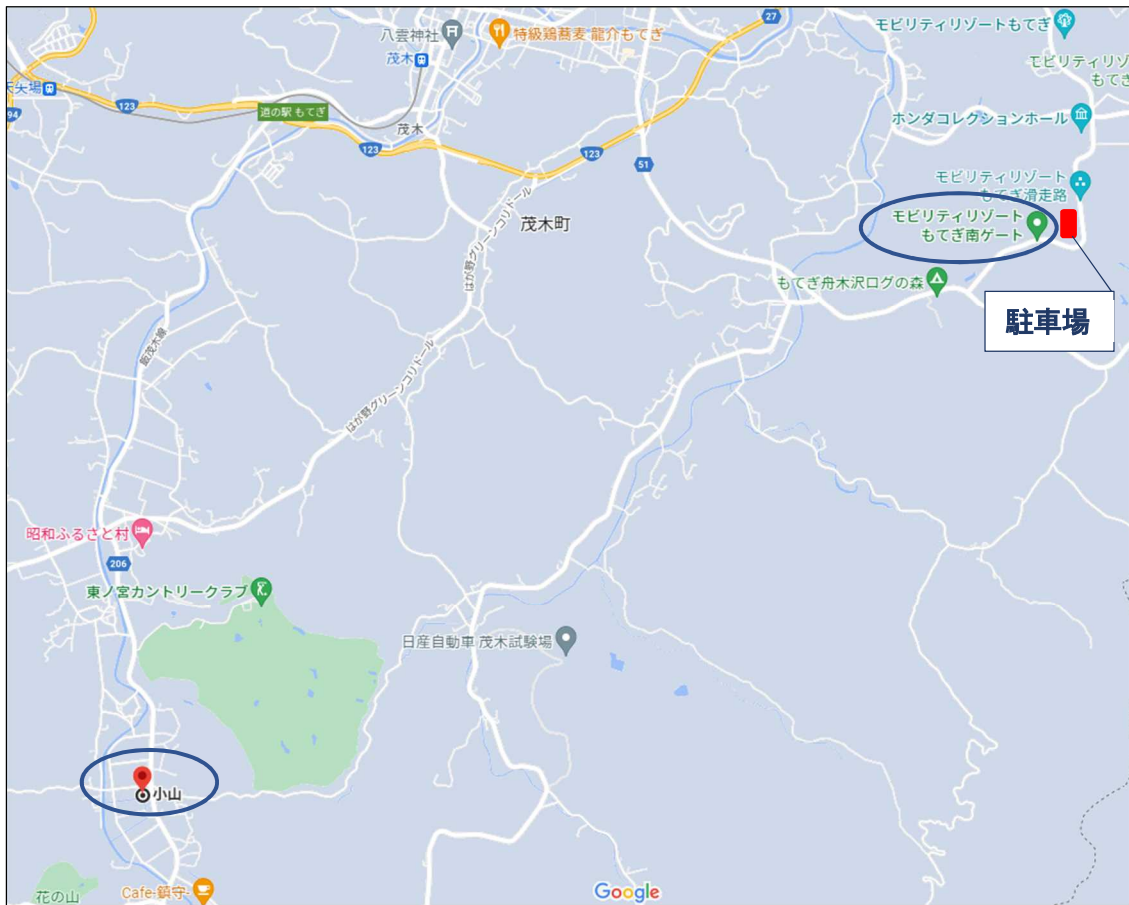 27
モビリティリゾートもてぎ
八雲神社
特級鶏蕎麦 龍介もてぎ
茂木
モビリティリゾ
もてぎ
天矢場
123
道の駅 もてぎ
94
茂木
123
123
51
ホンダコレクションホール
モビリティリゾート
もてぎ滑走路
モビリティリゾート
もてぎ南ゲート
茂木町
はが野グリーンコリドール
もてぎ舟木沢ログの森
駐車場
飯茂木線
はが野グリーンコリドール
昭和ふるさと村
206
東ノ宮カントリークラブ
日産自動車 茂木試験場
小山
花の山
Cafe-鎮守-
Google